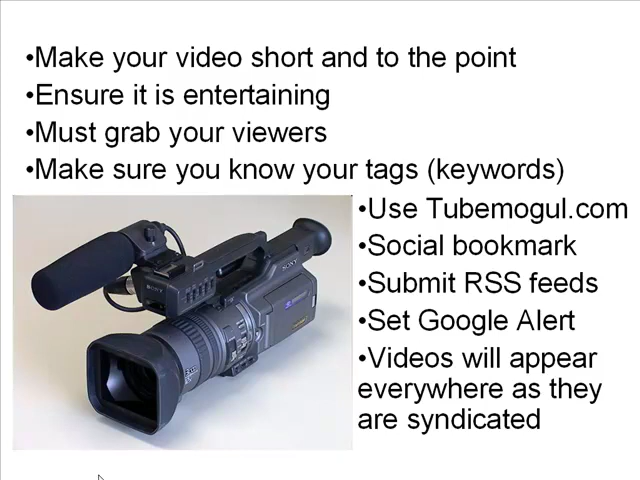 •Make your video short and to the point
•Ensure it is entertaining
•Must grab your viewers
•Make sure you know your tags (keywords)
•Use Tubemogul.com
•Social bookmark
•Submit RSS feeds
•Set Google Alert
•Videos will appear
everywhere as they
are syndicated
SONY
SONY